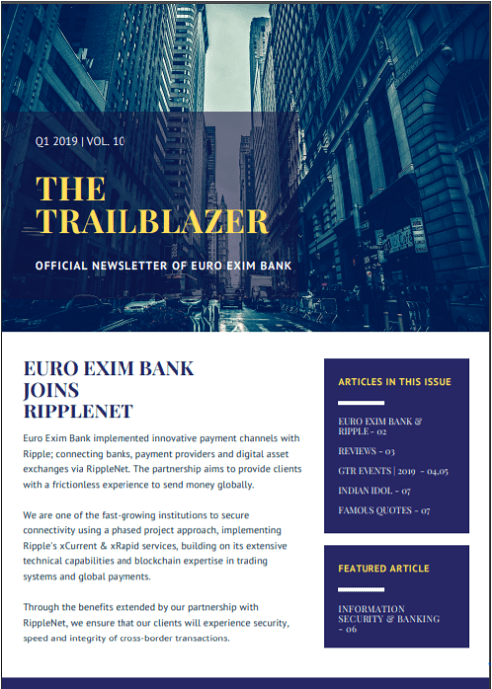 Q1 2019 | VOL. 10
THE
TRAILBLAZER
OFFICIAL NEWSLETTER OF EURO EXIM BANK
EURO EXIM BANK
JOINS
RIPPLENET
Euro Exim Bank implemented innovative payment channels with
Ripple; connecting banks, payment providers and digital asset
exchanges via RippleNet. The partnership aims to provide clients
with a frictionless experience to send money globally.
We are one of the fast-growing institutions to secure
connectivity using a phased project approach, implementing
Ripple's xCurrent & xRapid services, building on its extensive
technical capabilities and blockchain expertise in trading
systems and global payments.
Through the benefits extended by our partnership with
RippleNet, we ensure that our clients will experience security,
speed and integrity of cross-border transactions.
ARTICLES IN THIS ISSUE
EURO EXIM BANK &
RIPPLE - 02
REVIEWS - 03
GTR EVENTS | 2019 - 04,05
INDIAN IDOL - 07
FAMOUS QUOTES - 07
FEATURED ARTICLE
INFORMATION
SECURITY & BANKING
- 06